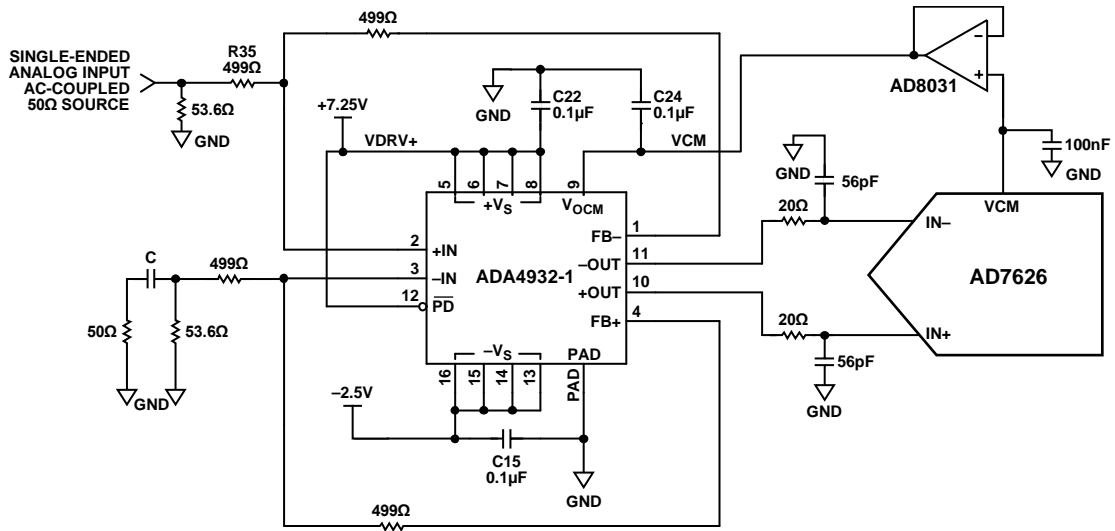 SINGLE-ENDED
ANALOG INPUT
AC-COUPLED
50Ω SOURCE
R35
499Ω
53.6Ω
GND
499Ω
+7.25V
VDRV+
C22
0.1µF
C24
0.1µF
VCM
AD8031
–
+
100nF
GND
GND
56pF
20Ω
VCM
IN–
AD7626
IN+
20Ω
56pF
GND
5
6
7
8
9
+VS
VOCM
FB–
1
2
+IN
–OUT
11
3
–IN
ADA4932-1
+OUT
10
12
PD
FB+
4
–VS
PAD
16
15
14
13
PAD
C
499Ω
50Ω
53.6Ω
GND
–2.5V
C15
0.1µF
GND
499Ω